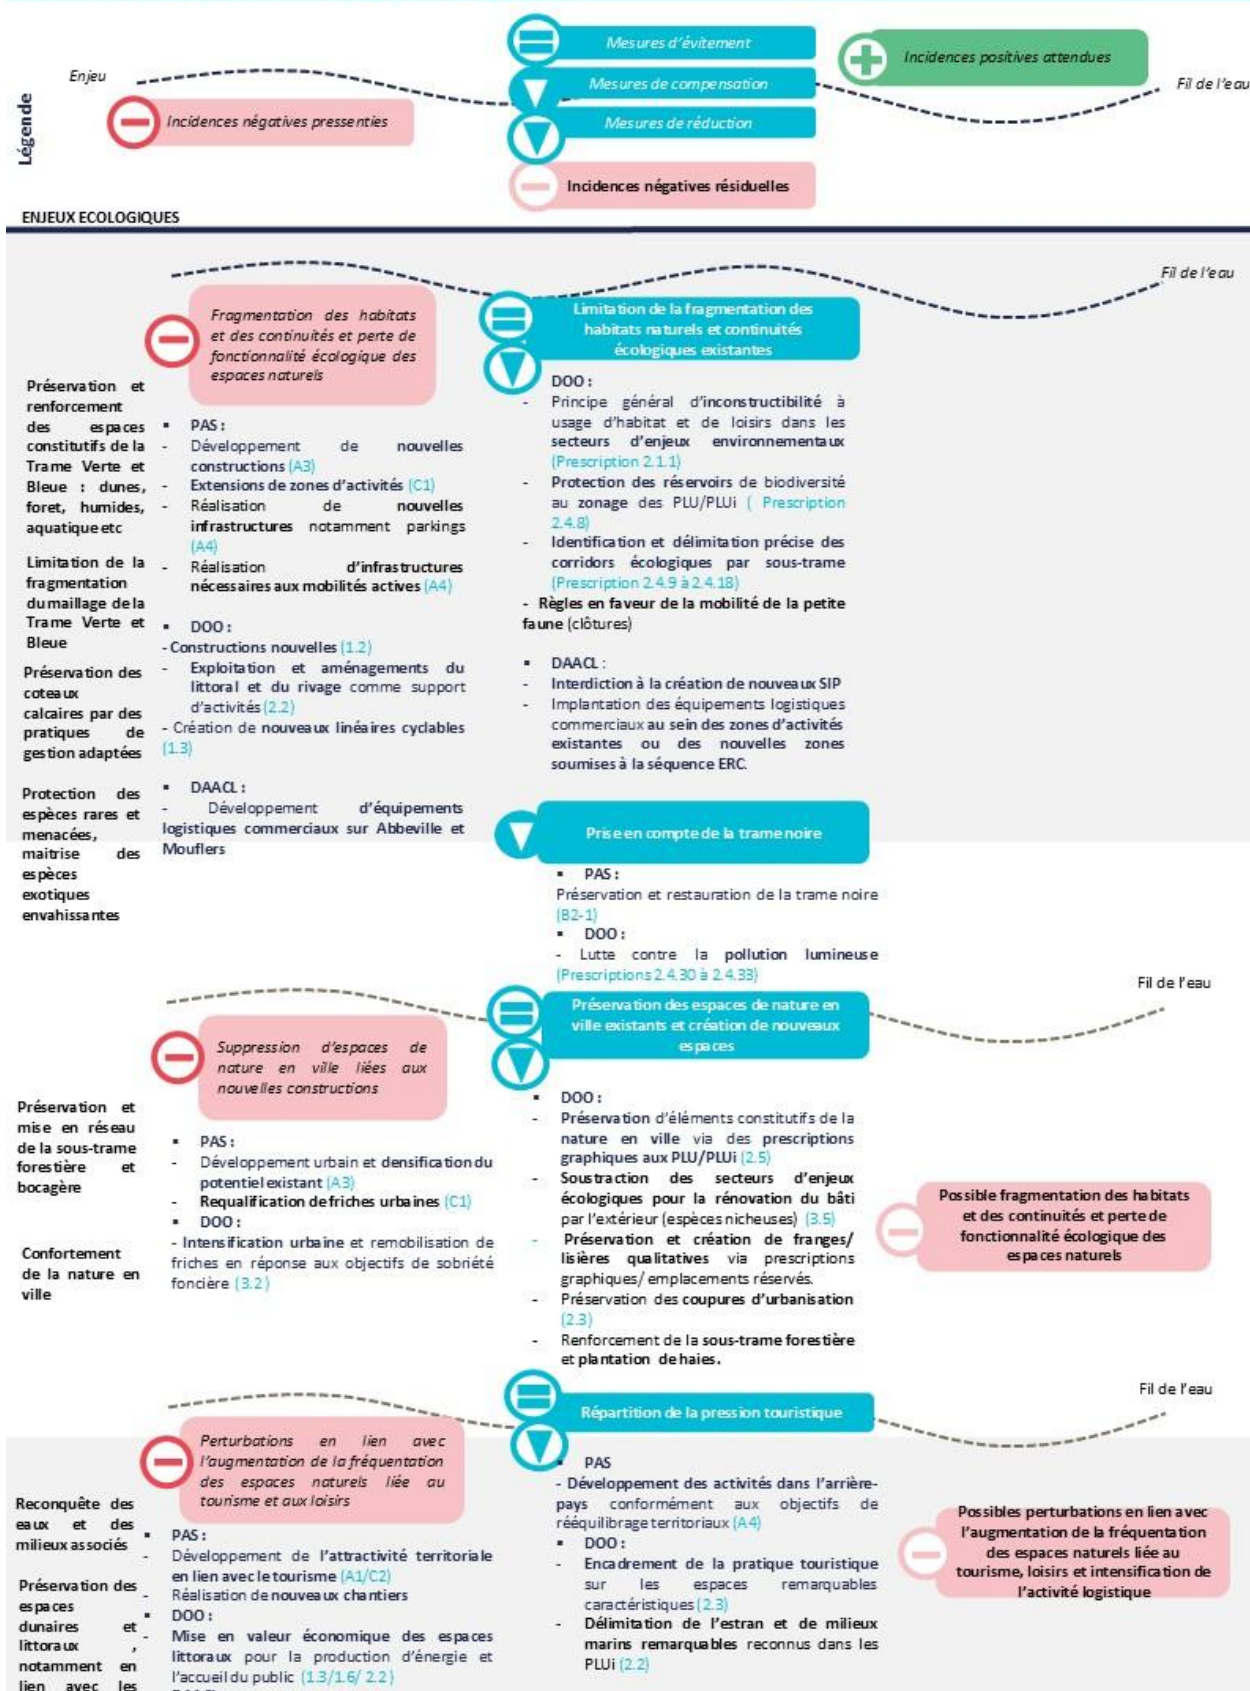 Légende
Enjeu
Incidences négatives pressenties
Mesures d'évitement
Mesures de compensation
Mesures de réduction
Incidences négatives résiduelles
Incidences positives attendues
Fil de l'eau
ENJEUX ECOLOGIQUES
Fil de l'eau
Préservation et
renforcement
des espaces
constitutifs de la
Trame Verte et
Bleue : dunes,
foret, humides,
aquatique etc
Limitation de la
fragmentation
du maillage de la
Trame Verte et
Bleue
Préservation des
coteaux
calcaires par des
pratiques de
gestion adaptées
Protection des
espèces rares et
menacées,
maitrise des
espèces
exotiques
envahissantes
Fragmentation des habitats
et des continuités et perte de
fonctionnalité écologique des
espaces naturels
▪ PAS :
- Développement de nouvelles
constructions (A3)
- Extensions de zones d'activités (C1)
- Réalisation de nouvelles
infrastructures notamment parkings
(A4)
- Réalisation d'infrastructures
nécessaires aux mobilités actives (A4)
▪ DOO :
- Constructions nouvelles (1.2)
- Exploitation et aménagements du
littoral et du rivage comme support
d'activités (2.2)
- Création de nouveaux linéaires cyclables
(1.3)
▪ DAACL :
- Développement d'équipements
logistiques commerciaux sur Abbeville et
Mouflers
Limitation de la fragmentation des
habitats naturels et continuités
écologiques existantes
DOO :
- Principe général d'inconstructibilité à
usage d'habitat et de loisirs dans les
secteurs d'enjeux environnementaux
(Prescription 2.1.1)
- Protection des réservoirs de biodiversité
au zonage des PLU/PLUi ( Prescription
2.4.8)
- Identification et délimitation précise des
corridors écologiques par sous-trame
(Prescription 2.4.9 à 2.4.18)
- Règles en faveur de la mobilité de la petite
faune (clôtures)
▪ DAACL :
- Interdiction à la création de nouveaux SIP
- Implantation des équipements logistiques
commerciaux au sein des zones d'activités
existantes ou des nouvelles zones
soumises à la séquence ERC.
Prise en compte de la trame noire
▪ PAS :
Préservation et restauration de la trame noire
(B2-1)
▪ DOO :
- Lutte contre la pollution lumineuse
(Prescriptions 2.4.30 à 2.4.33)
Fil de l'eau
Préservation et
mise en réseau
de la sous-trame
forestière et
bocagère
Confortement
de la nature en
ville
Suppression d'espaces de
nature en ville liées aux
nouvelles constructions
▪ PAS :
- Développement urbain et densification du
potentiel existant (A3)
- Requalification de friches urbaines (C1)
▪ DOO :
- Intensification urbaine et remobilisation de
friches en réponse aux objectifs de sobriété
foncière (3.2)
Préservation des espaces de nature en
ville existants et création de nouveaux
espaces
▪ DOO :
- Préservation d'éléments constitutifs de la
nature en ville via des prescriptions
graphiques aux PLU/PLUi (2.5)
- Soustraction des secteurs d'enjeux
écologiques pour la rénovation du bâti
par l'extérieur (espèces nicheuses) (3.5)
- Préservation et création de franges/
lisières qualitatives via prescriptions
graphiques/ emplacements réservés.
- Préservation des coupures d'urbanisation
(2.3)
- Renforcement de la sous-trame forestière
et plantation de haies.
Possible fragmentation des habitats
et des continuités et perte de
fonctionnalité écologique des
espaces naturels
Fil de l'eau
Reconquête des
eaux et des
milieux associés
Préservation des
espaces
dunaires et
littoraux ,
notamment en
lien avec les
Perturbations en lien avec
l'augmentation de la fréquentation
des espaces naturels liée au
tourisme et aux loisirs
▪ PAS :
- Développement de l'attractivité territoriale
en lien avec le tourisme (A1/C2)
- Réalisation de nouveaux chantiers
▪ DOO :
- Mise en valeur économique des espaces
littoraux pour la production d'énergie et
l'accueil du public (1.3/1.6/ 2.2)
Répartition de la pression touristique
▪ PAS
- Développement des activités dans l'arrière-
pays conformément aux objectifs de
rééquilibrage territoriaux (A4)
▪ DOO :
- Encadrement de la pratique touristique
sur les espaces remarquables
caractéristiques (2.3)
- Délimitation de l'estran et de milieux
marins remarquables reconnus dans les
PLUi (2.2)
Possibles perturbations en lien avec
l'augmentation de la fréquentation
des espaces naturels liée au
tourisme, loisirs et intensification de
l'activité logistique